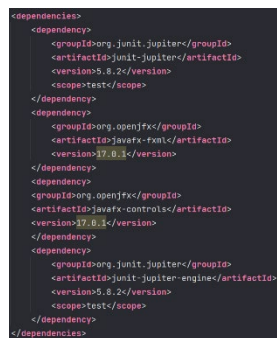 <dependencies>
<dependency>
<groupId>org.junit.jupiter</groupId>
<artifactId>junit-jupiter</artifactId>
<version>5.8.2</version>
<scope>test</scope>
</dependency>
<dependency>
<groupId>org.openjfx</groupId>
<artifactId>javafx-fxml</artifactId>
<version>17.0.1</version>
</dependency>
<dependency>
<groupId>org.openjfx</groupId>
<artifactId>javafx-controls</artifactId>
<version>17.0.1</version>
</dependency>
<dependency>
<groupId>org.junit.jupiter</groupId>
<artifactId>junit-jupiter-engine</artifactId>
<version>5.8.2</version>
<scope>test</scope>
</dependency>
</dependencies>